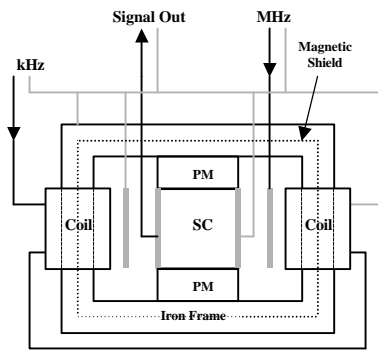 Signal Out
MHz
kHz
Magnetic
Shield
PM
Coil
SC
Coil
PM
Iron Frame